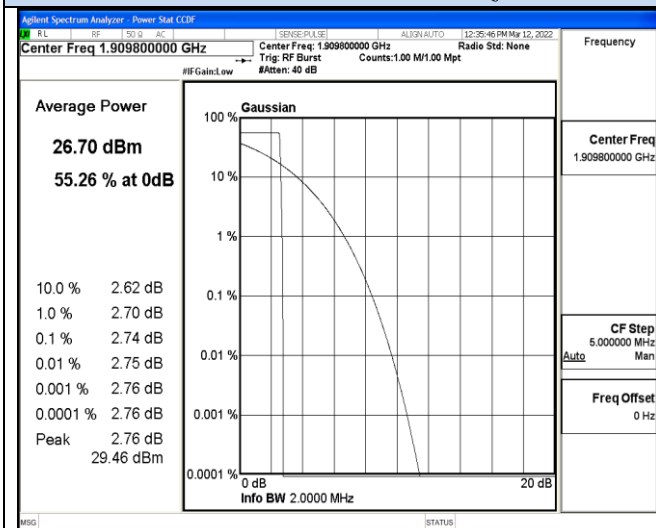 Agilent Spectrum Analyzer - Power Stat CCDF
RL RF 50 Ω AC SENSE:PULSE ALIGN AUTO 12:35:46 PM Mar 12, 2022
Center Freq 1.909800000 GHz
Center Freq: 1.909800000 GHz Radio Std: None
Trig: RF Burst Counts:1.00 M/1.00 Mpt
#IFGain:Low #Atten: 40 dB
Frequency
Average Power
26.70 dBm
55.26 % at 0dB
10.0 % 2.62 dB
1.0 % 2.70 dB
0.1 % 2.74 dB
0.01 % 2.75 dB
0.001 % 2.76 dB
0.0001 % 2.76 dB
Peak 2.76 dB
29.46 dBm
Gaussian
100 %
10 %
1 %
0.1 %
0.01 %
0.001 %
0.0001 %
0 dB 20 dB
Info BW 2.0000 MHz
Center Freq
1.909800000 GHz
CF Step
5.000000 MHz
Auto Man
Freq Offset
0 Hz
MSG STATUS